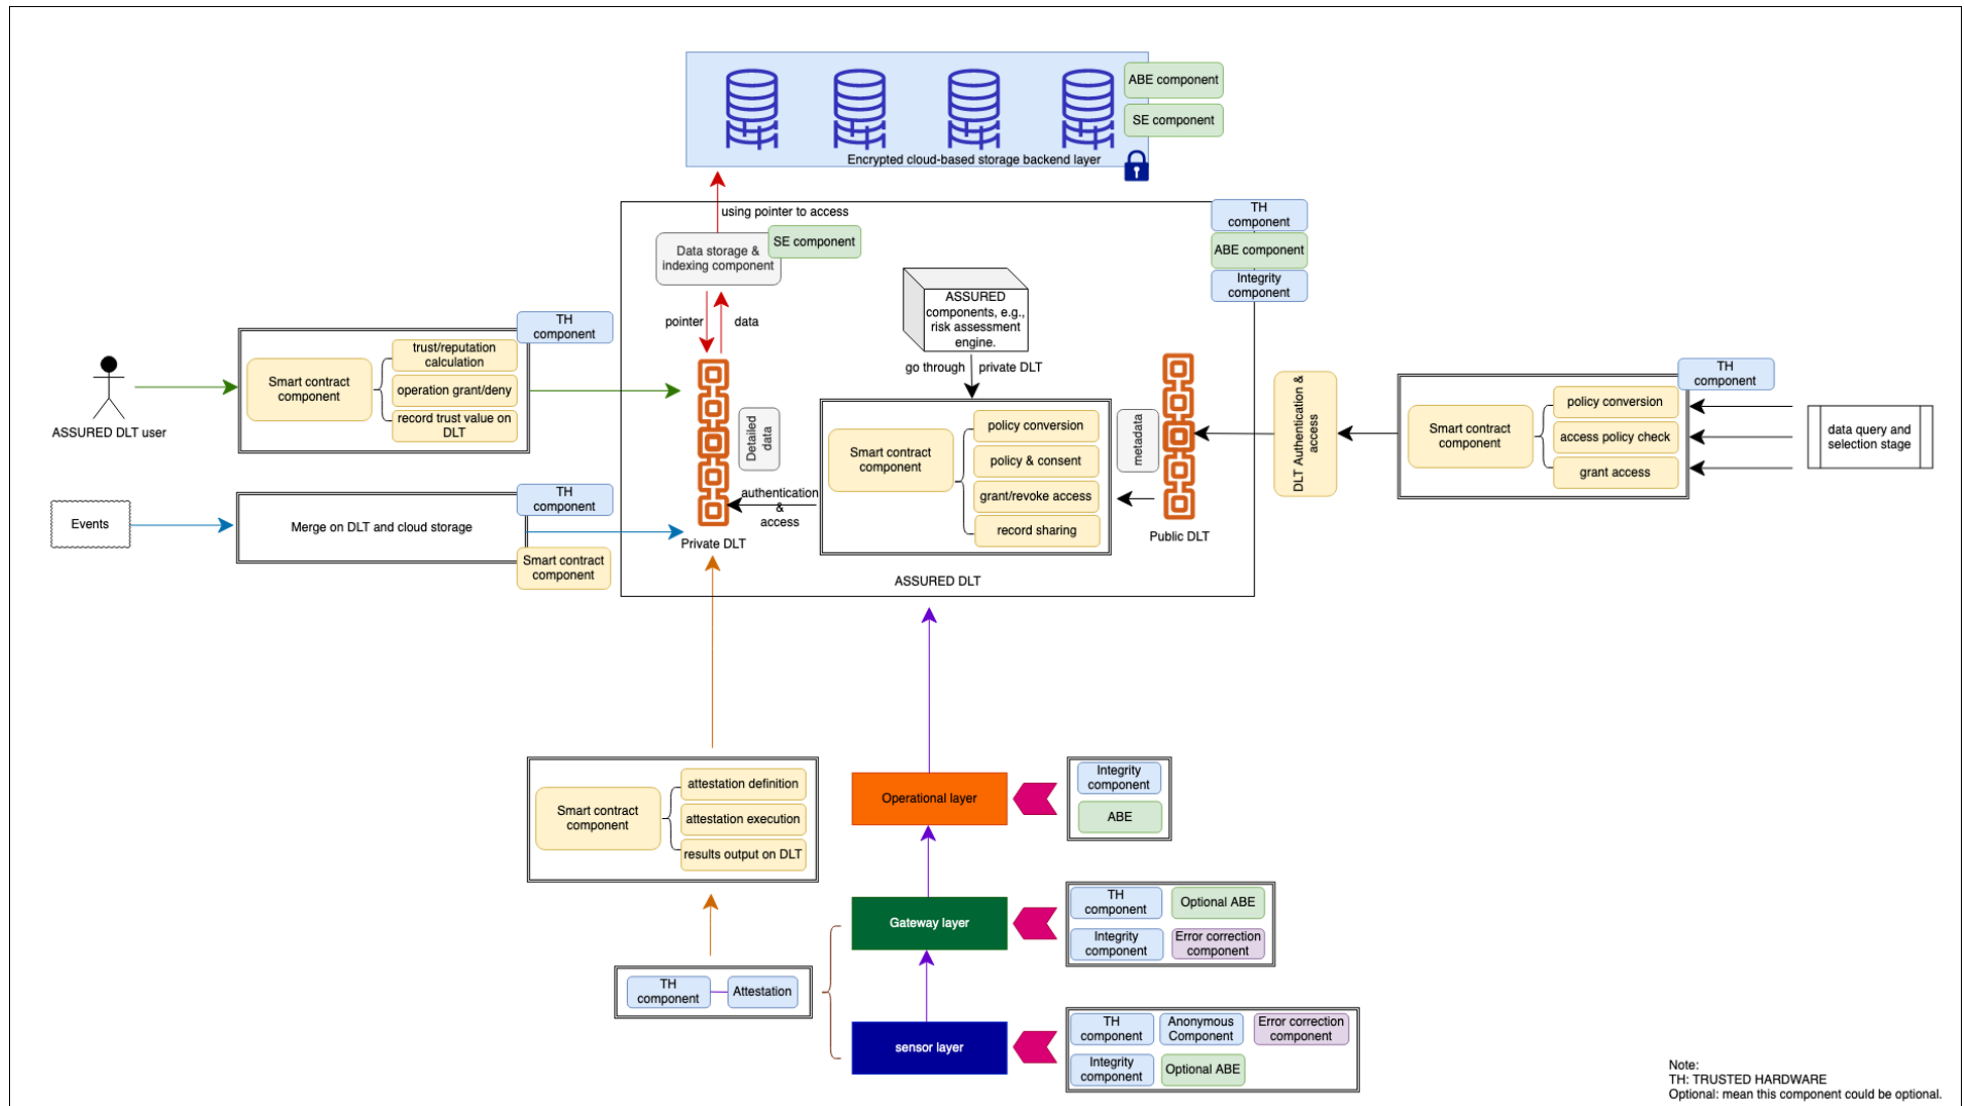 ABE component
SE component
Encrypted cloud-based storage backend layer
using pointer to access
Data storage &
indexing component
SE component
TH
component
ABE component
Integrity
component
pointer
data
ASSURED
components, e.g.,
risk assessment
engine.
go through
private DLT
TH
component
Smart contract
component
trust/reputation
calculation
operation grant/deny
record trust value on
DLT
ASSURED DLT user
Detailed
data
Smart contract
component
policy conversion
policy & consent
grant/revoke access
record sharing
metadata
DLT Authentication &
access
TH
component
Smart contract
component
policy conversion
access policy check
grant access
data query and
selection stage
Events
Merge on DLT and cloud storage
TH
component
Smart contract
component
authentication
&
access
Private DLT
Public DLT
ASSURED DLT
Smart contract
component
attestation definition
attestation execution
results output on DLT
Operational layer
Integrity
component
ABE
Gateway layer
TH
component
Optional ABE
Integrity
component
Error correction
component
TH
component
Attestation
sensor layer
TH
component
Anonymous
Component
Error correction
component
Integrity
component
Optional ABE
Note:
TH: TRUSTED HARDWARE
Optional: mean this component could be optional.